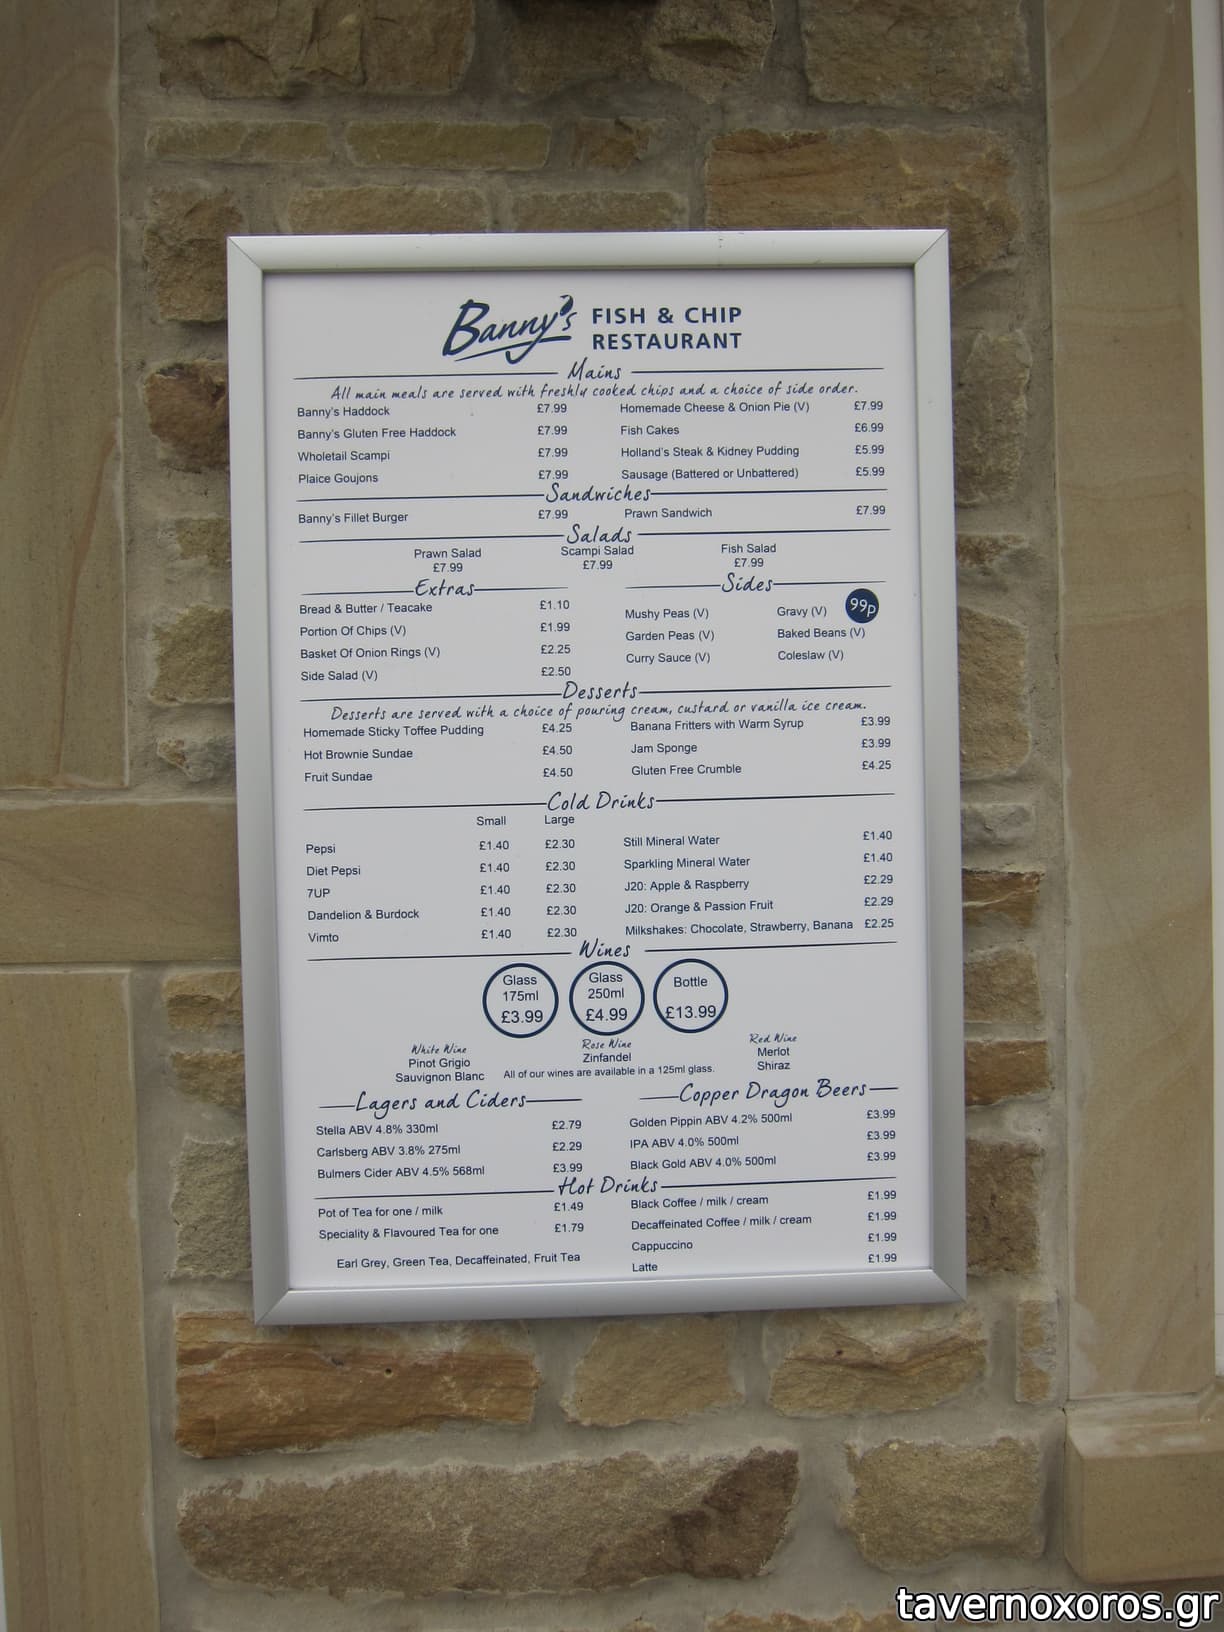 Banny's FISH & CHIP
RESTAURANT
Mains
All main meals are served with freshly cooked chips and a choice of side order.
Banny's Haddock £7.99 Homemade Cheese & Onion Pie (V) £7.99
Banny's Gluten Free Haddock £7.99 Fish Cakes £6.99
Wholetail Scampi £7.99 Holland's Steak & Kidney Pudding £5.99
Plaice Goujons £7.99 Sausage (Battered or Unbattered) £5.99
Sandwiches
Banny's Fillet Burger £7.99 Prawn Sandwich £7.99
Salads
Prawn Salad Scampi Salad Fish Salad
£7.99 £7.99 £7.99
Extras
Bread & Butter / Teacake £1.10
Portion Of Chips (V) £1.99
Basket Of Onion Rings (V) £2.25
Side Salad (V) £2.50
Sides
Mushy Peas (V) Gravy (V) 99p
Garden Peas (V) Baked Beans (V)
Curry Sauce (V) Coleslaw (V)
Desserts
Desserts are served with a choice of pouring cream, custard or vanilla ice cream.
Homemade Sticky Toffee Pudding £4.25 Banana Fritters with Warm Syrup £3.99
Hot Brownie Sundae £4.50 Jam Sponge £3.99
Fruit Sundae £4.50 Gluten Free Crumble £4.25
Cold Drinks
Small Large
Pepsi £1.40 £2.30 Still Mineral Water £1.40
Diet Pepsi £1.40 £2.30 Sparkling Mineral Water £1.40
7UP £1.40 £2.30 J20: Apple & Raspberry £2.29
Dandelion & Burdock £1.40 £2.30 J20: Orange & Passion Fruit £2.29
Vimto £1.40 £2.30 Milkshakes: Chocolate, Strawberry, Banana £2.25
Wines
Glass Glass Bottle
175ml 250ml
£3.99 £4.99 £13.99
White Wine Rose Wine Red Wine
Pinot Grigio Zinfandel Merlot
Sauvignon Blanc Shiraz
All of our wines are available in a 125ml glass.
Lagers and Ciders
Stella ABV 4.8% 330ml £2.79
Carlsberg ABV 3.8% 275ml £2.29
Bulmers Cider ABV 4.5% 568ml £3.99
Copper Dragon Beers
Golden Pippin ABV 4.2% 500ml £3.99
IPA ABV 4.0% 500ml £3.99
Black Gold ABV 4.0% 500ml £3.99
Hot Drinks
Pot of Tea for one / milk £1.49 Black Coffee / milk / cream £1.99
Speciality & Flavoured Tea for one £1.79 Decaffeinated Coffee / milk / cream £1.99
Earl Grey, Green Tea, Decaffeinated, Fruit Tea Cappuccino £1.99
Latte £1.99
tavernoxoros.gr